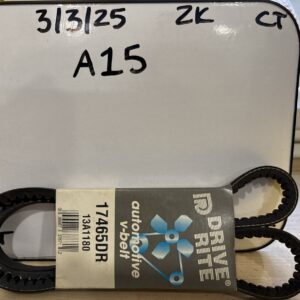 3/3/25 ZK CT
A15
DRIVE
RITE®
automotive
v-belt
17465DR
13A1180